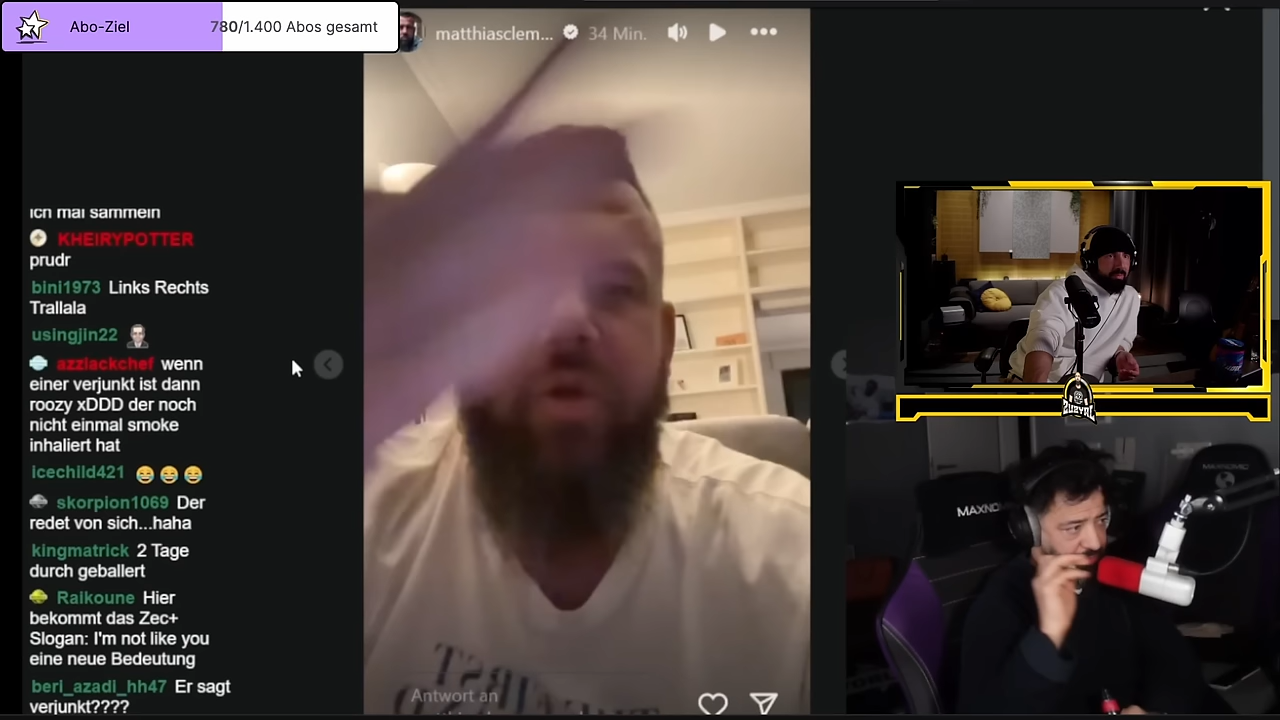 Abo-Ziel
780/1.400 Abos gesamt
matthiasclem...
34 Min.
ich mal sammeln
KHEIRYPOTTER
prudr
bini1973 Links Rechts
Trallala
usingjin22
azzlackchef wenn
einer verjunkt ist dann
roozy xDDD der noch
nicht einmal smoke
inhaliert hat
icechild421 😂 😂 😂
skorpion1069 Der
redet von sich...haha
kingmatrick 2 Tage
durch geballert
Ralkoune Hier
bekommt das Zec+
Slogan: I'm not like you
eine neue Bedeutung
beri_azadi_hh47 Er sagt
verjunkt????
Antwort an
MAXNOMIC